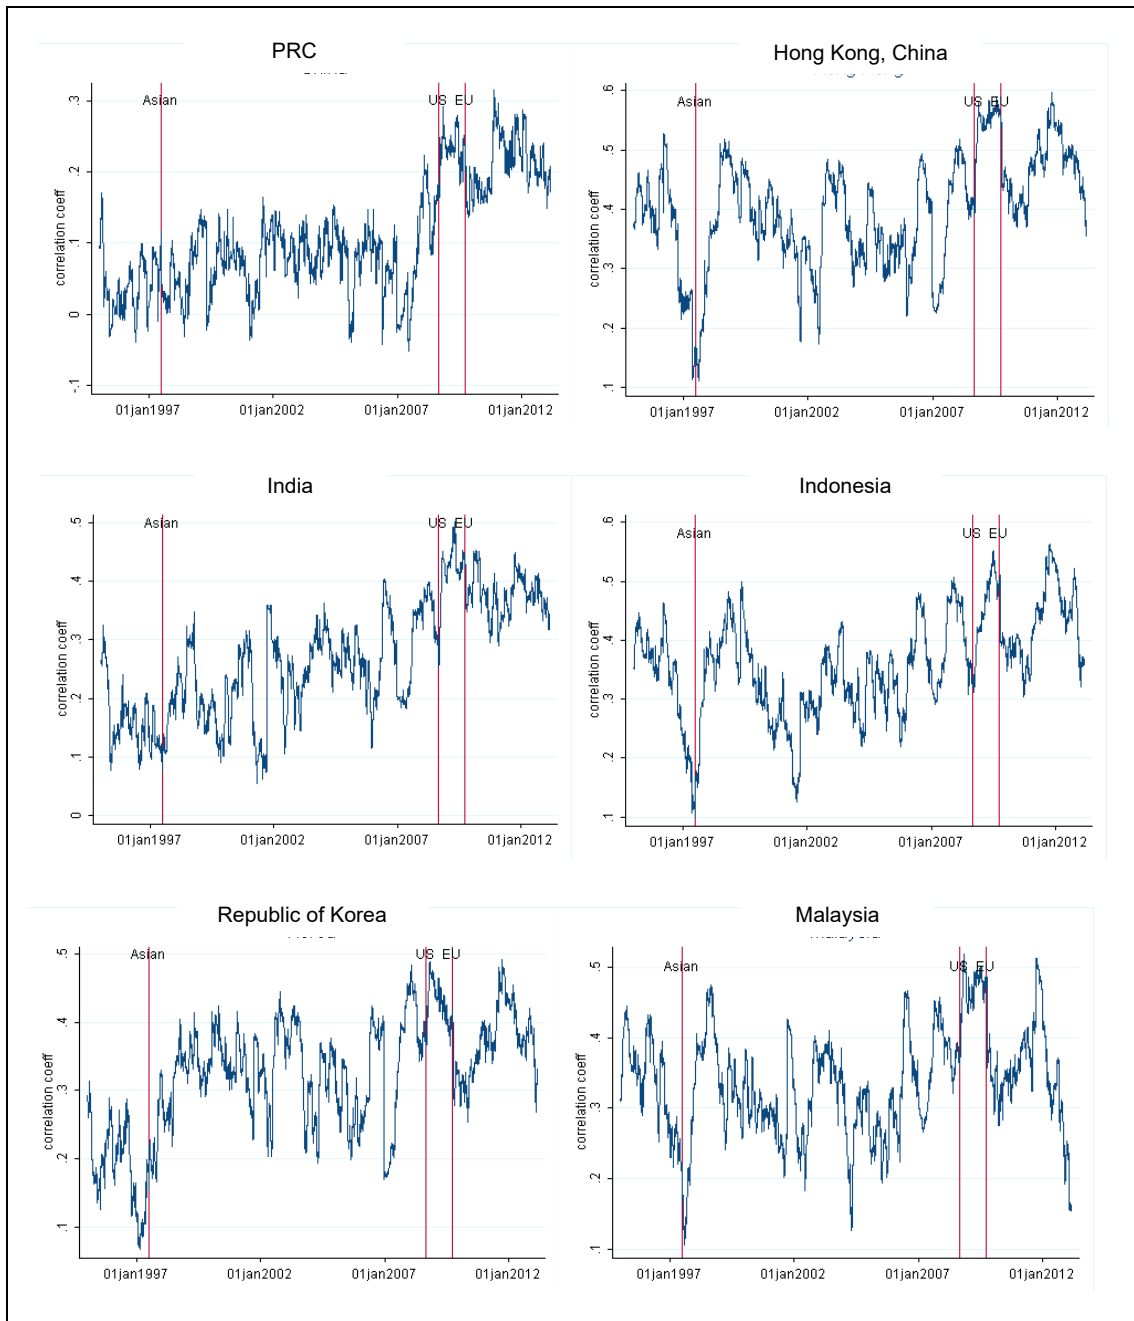 PRC
Asian
US EU
correlation coeff
.3
.2
.1
0
-.1
01jan1997
01jan2002
01jan2007
01jan2012
Hong Kong, China
Asian
US EU
correlation coeff
.6
.5
.4
.3
.2
.1
01jan1997
01jan2002
01jan2007
01jan2012
India
Asian
US EU
correlation coeff
.5
.4
.3
.2
.1
0
01jan1997
01jan2002
01jan2007
01jan2012
Indonesia
Asian
US EU
correlation coeff
.6
.5
.4
.3
.2
.1
01jan1997
01jan2002
01jan2007
01jan2012
Republic of Korea
Asian
US EU
correlation coeff
.5
.4
.3
.2
.1
01jan1997
01jan2002
01jan2007
01jan2012
Malaysia
Asian
US EU
correlation coeff
.5
.4
.3
.2
.1
01jan1997
01jan2002
01jan2007
01jan2012